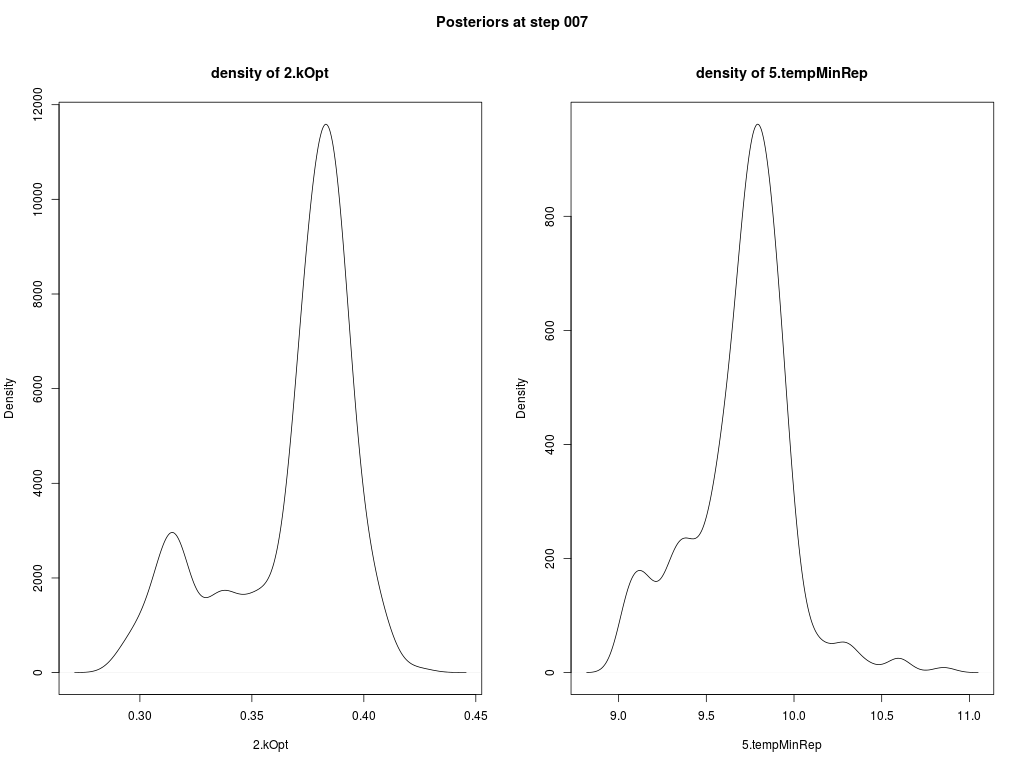 Posteriors at step 007
density of 2.kOpt
Density
0
2000
4000
6000
8000
10000
12000
0.30 0.35 0.40 0.45
2.kOpt
density of 5.tempMinRep
Density
0
200
400
600
800
9.0 9.5 10.0 10.5 11.0
5.tempMinRep